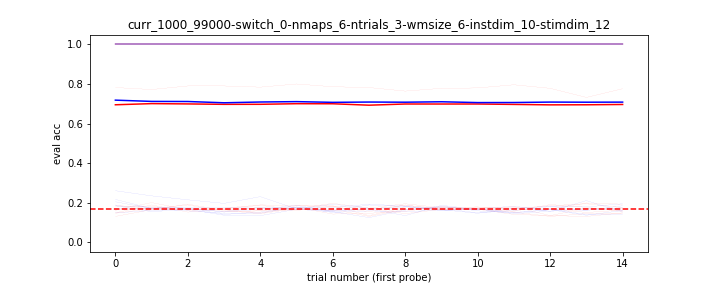 curr_1000_99000-switch_0-nmaps_6-ntrials_3-wmsize_6-instdim_10-stimdim_12
1.0
0.8
0.6
0.4
0.2
0.0
eval acc
0 2 4 6 8 10 12 14
trial number (first probe)